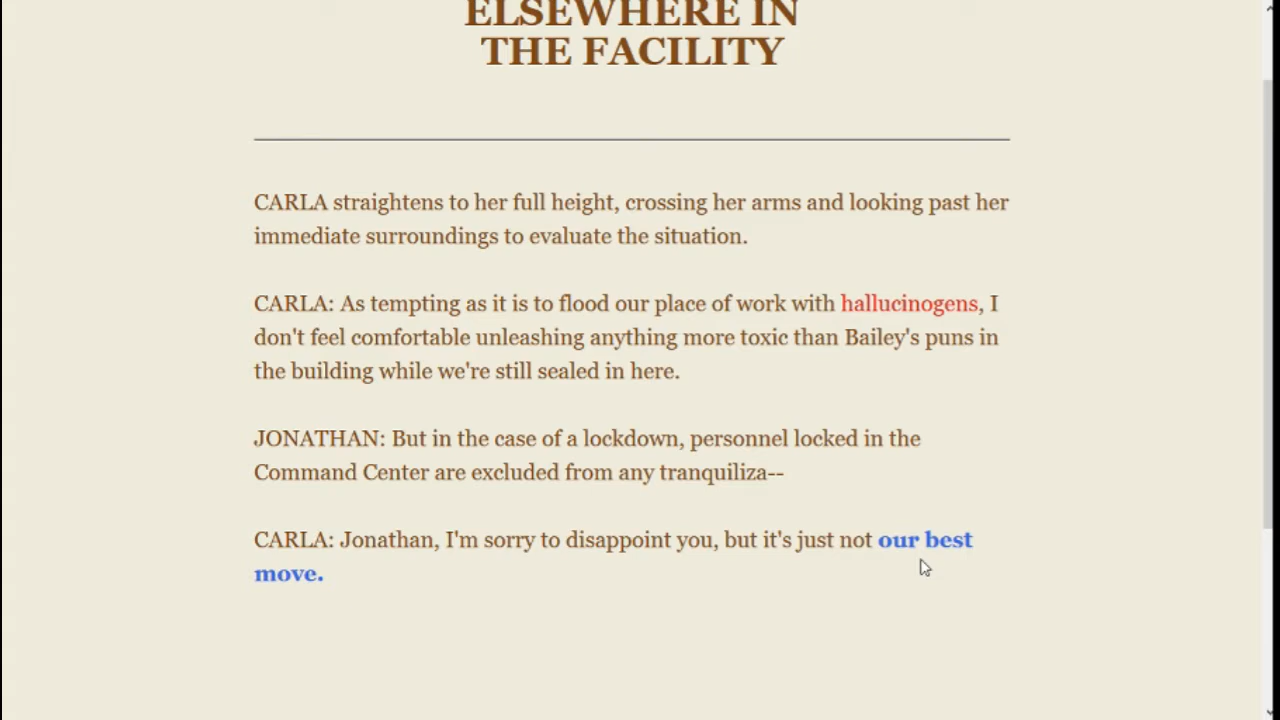 ELSEWHERE IN
THE FACILITY
CARLA straightens to her full height, crossing her arms and looking past her
immediate surroundings to evaluate the situation.
CARLA: As tempting as it is to flood our place of work with hallucinogens, I
don't feel comfortable unleashing anything more toxic than Bailey's puns in
the building while we're still sealed in here.
JONATHAN: But in the case of a lockdown, personnel locked in the
Command Center are excluded from any tranquiliza--
CARLA: Jonathan, I'm sorry to disappoint you, but it's just not our best
move.